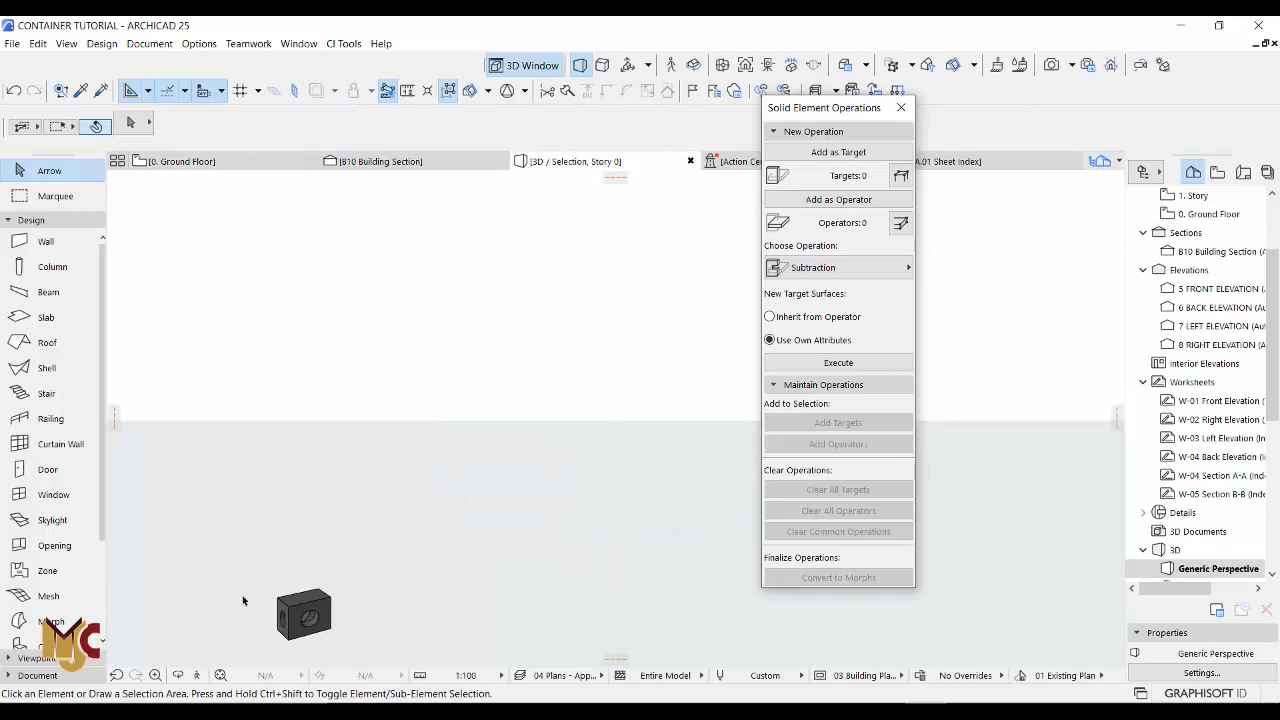 CONTAINER TUTORIAL - ARCHICAD 25
File Edit View Design Document Options Teamwork Window CI Tools Help
3D Window
[0. Ground Floor]
[B10 Building Section]
[3D / Selection, Story 0]
[Action Cen
A.01 Sheet Index]
Arrow
Marquee
Design
Wall
Column
Beam
Slab
Roof
Shell
Stair
Railing
Curtain Wall
Door
Window
Skylight
Opening
Zone
Mesh
Morph
Viewpoint
Document
MJC
Solid Element Operations
New Operation
Add as Target
Targets: 0
Add as Operator
Operators: 0
Choose Operation:
Subtraction
New Target Surfaces:
Inherit from Operator
Use Own Attributes
Execute
Maintain Operations
Add to Selection:
Add Targets
Add Operators
Clear Operations:
Clear All Targets
Clear All Operators
Clear Common Operations
Finalize Operations:
Convert to Morphs
1. Story
0. Ground Floor
Sections
B10 Building Section (A
Elevations
5 FRONT ELEVATION (A
6 BACK ELEVATION (Au
7 LEFT ELEVATION (Aut
8 RIGHT ELEVATION (A
Interior Elevations
Worksheets
W-01 Front Elevation (
W-02 Right Elevation (
W-03 Left Elevation (In
W-04 Back Elevation (I
W-04 Section A-A (Ind
W-05 Section B-B (Ind
Details
3D Documents
3D
Generic Perspective
Properties
Generic Perspective
Settings...
N/A N/A 1:100 04 Plans - App... Entire Model Custom 03 Building Pla... No Overrides 01 Existing Plan
Click an Element or Draw a Selection Area. Press and Hold Ctrl+Shift to Toggle Element/Sub-Element Selection.
GRAPHISOFT ID